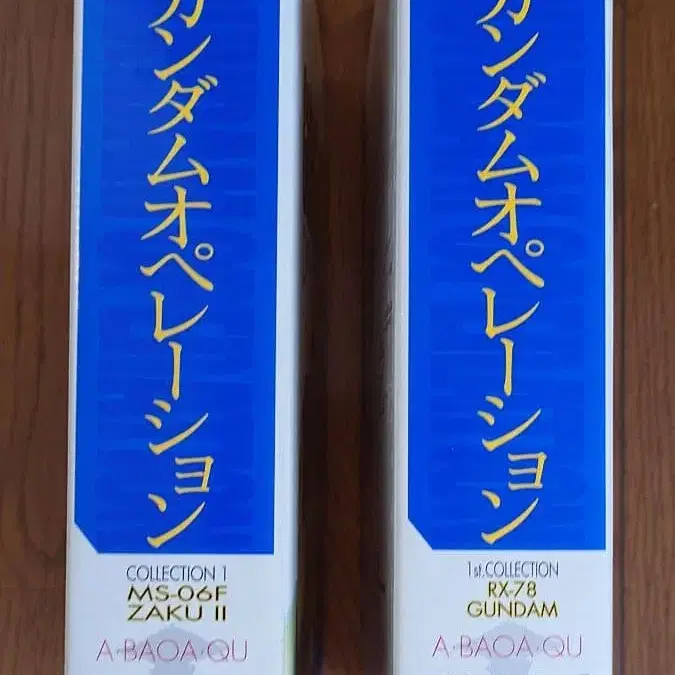 ガンダムオペレーション
COLLECTION 1
MS-06F
ZAKU II
A·BAOA·QU
ガンダムオペレーション
1st.COLLECTION
RX-78
GUNDAM
A·BAOA·QU